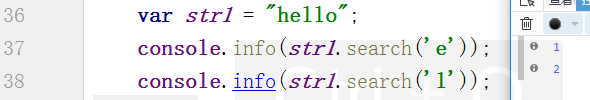 36 var str1 = "hello";
37 console.info(str1.search('e'));
38 console.info(str1.search('l'));
1
2